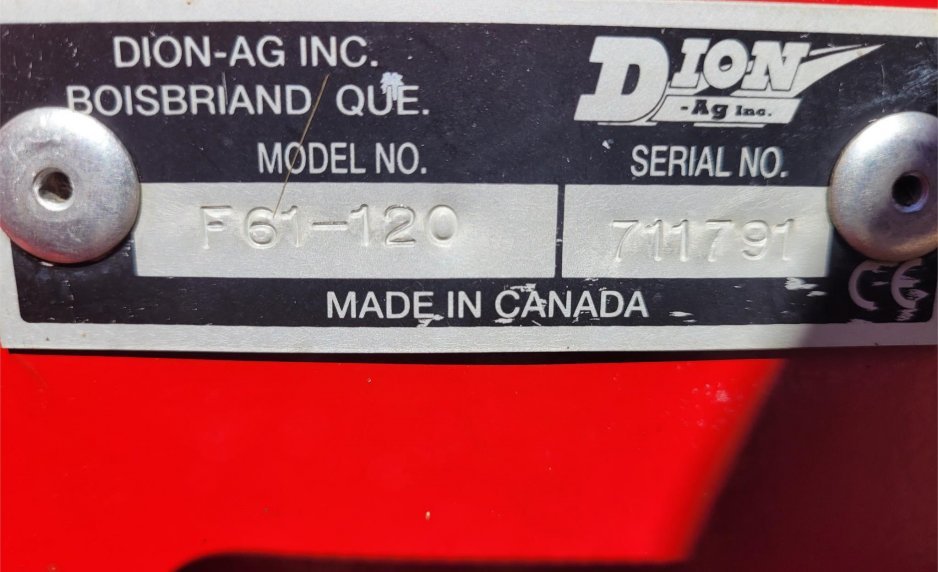 DION-AG INC.
BOISBRIAND QUE.
DION
-Ag Inc.
MODEL NO.
SERIAL NO.
F61-120
711791
MADE IN CANADA
CE